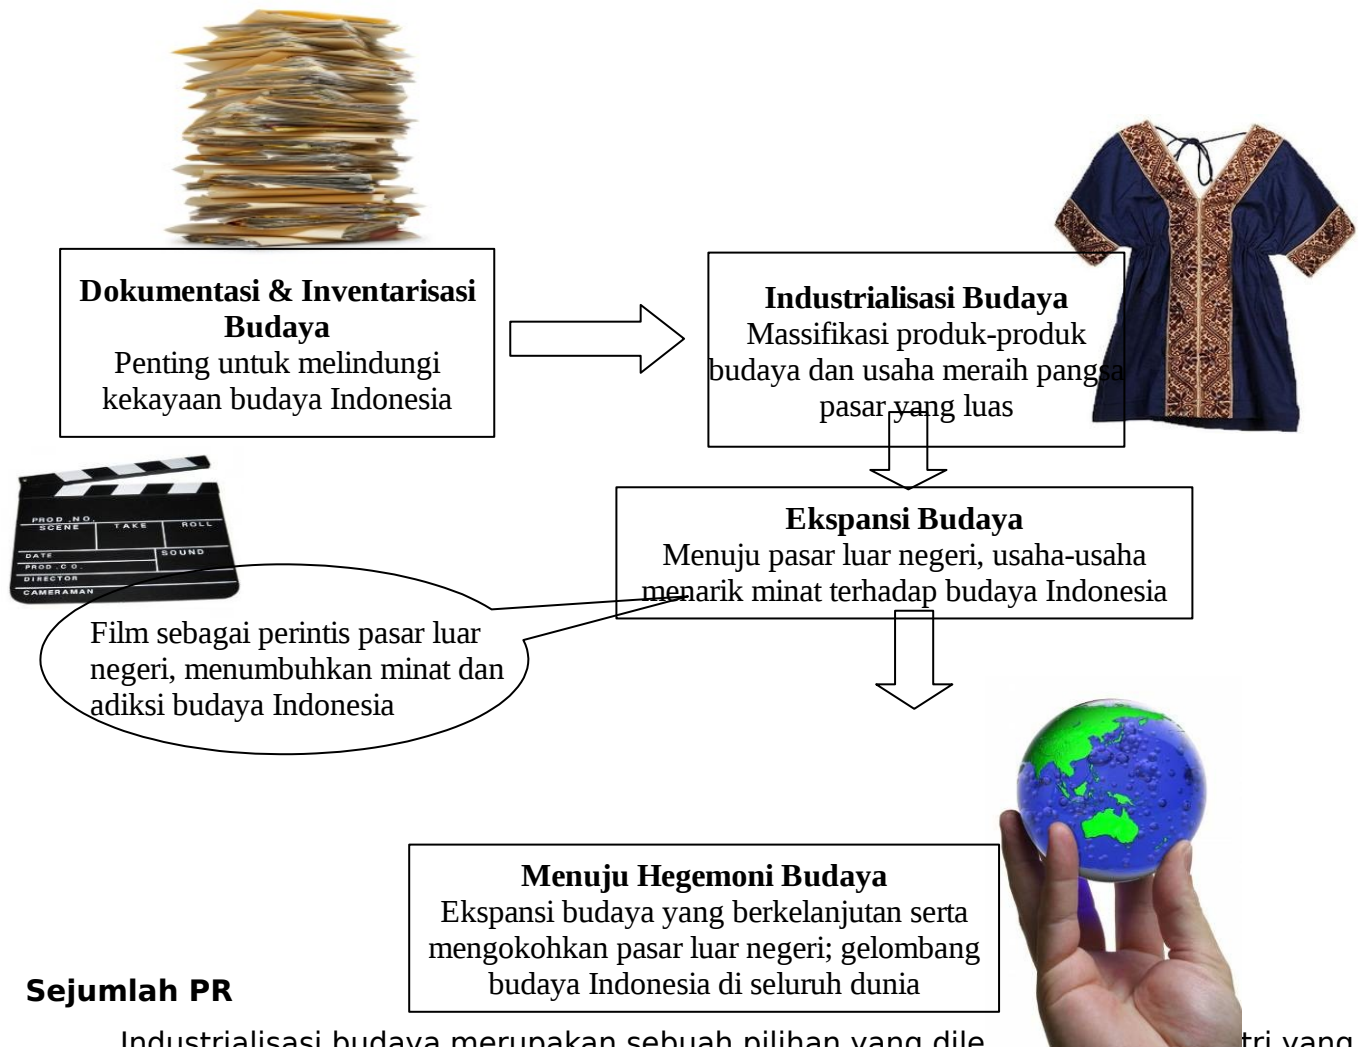 Dokumentasi & Inventarisasi
Budaya
Penting untuk melindungi
kekayaan budaya Indonesia
Industrialisasi Budaya
Massifikasi produk-produk
budaya dan usaha meraih pangsa
pasar yang luas
PROD.NO.
SCENE
TAKE
ROLL
DATE
SOUND
PROD.CO.
DIRECTOR
CAMERAMAN
Ekspansi Budaya
Menuju pasar luar negeri, usaha-usaha
menarik minat terhadap budaya Indonesia
Film sebagai perintis pasar luar
negeri, menumbuhkan minat dan
adiksi budaya Indonesia
Menuju Hegemoni Budaya
Ekspansi budaya yang berkelanjutan serta
mengokohkan pasar luar negeri; gelombang
budaya Indonesia di seluruh dunia
Sejumlah PR
Industrialisasi budaya merupakan sebuah pilihan yang yang